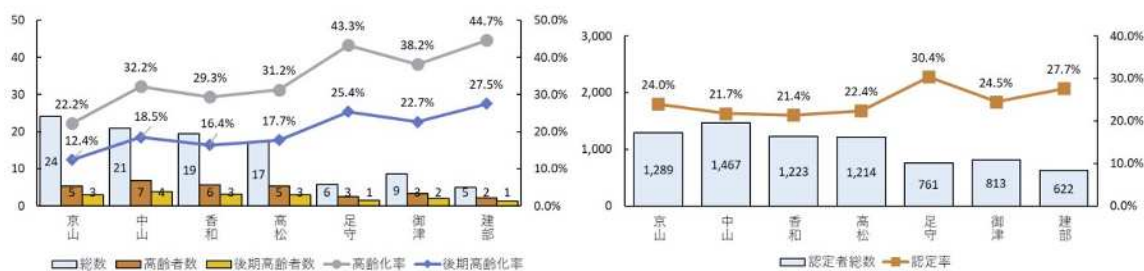 50 50.0%
40 40.0%
30 30.0%
20 20.0%
10 10.0%
0 0.0%
22.2% 32.2% 29.3% 31.2% 43.3% 38.2% 44.7%
12.4% 18.5% 16.4% 17.7% 25.4% 22.7% 27.5%
24 5 3 21 7 4 19 6 3 17 5 3 6 3 1 9 3 2 5 2 1
京山 中山 香和 高松 足守 御津 建部
総数 高齢者数 後期高齢者数 高齢化率 後期高齢化率
3,000 40.0%
2,000 30.0%
1,000 20.0%
0 10.0%
0.0%
24.0% 21.7% 21.4% 22.4% 30.4% 24.5% 27.7%
1,289 1,467 1,223 1,214 761 813 622
京山 中山 香和 高松 足守 御津 建部
認定者総数 認定率